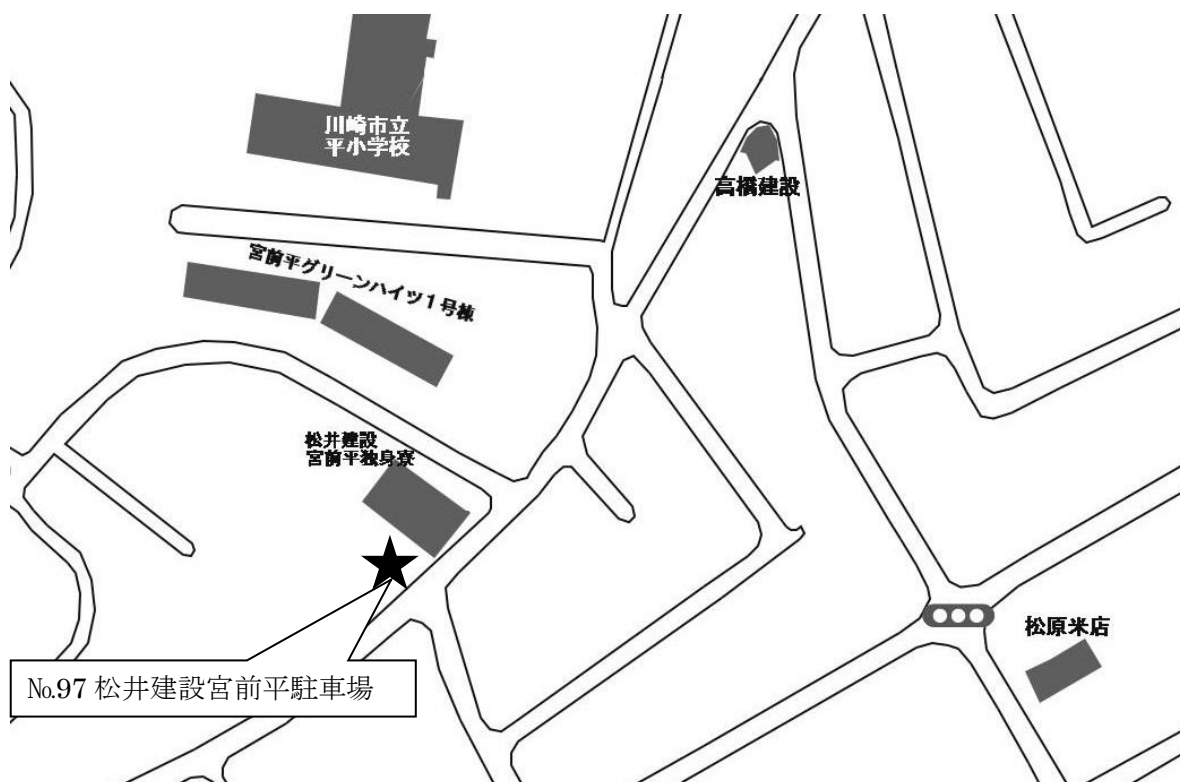 川崎市立
平小学校
高橋建設
宮前平グリーンハイツ1号棟
松井建設
宮前平独身寮
松原米店
№97 松井建設宮前平駐車場